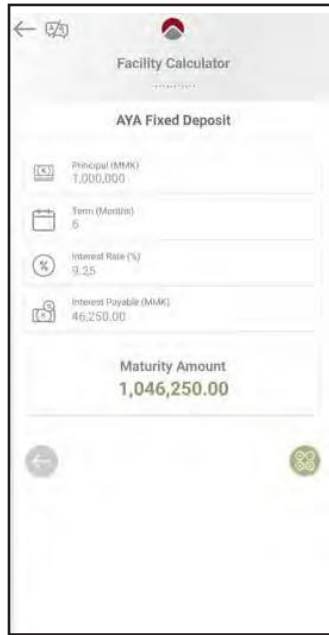 Facility Calculator
AYA Fixed Deposit
Principal (MMK)
1,000,000
Term (Months)
6
Interest Rate (%)
9.25
Interest Payable (MMK)
46,250.00
Maturity Amount
1,046,250.00